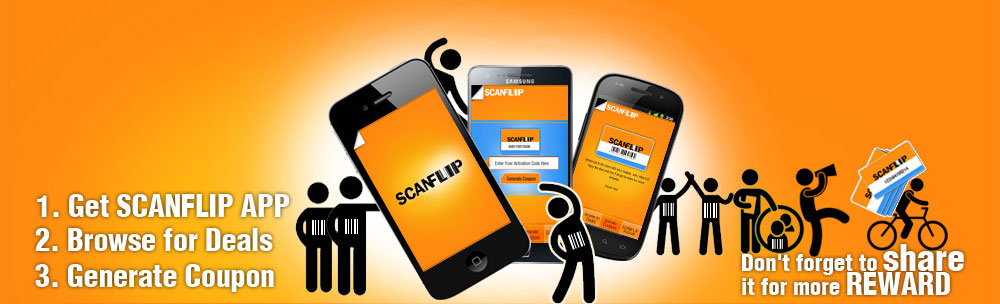 1. Get SCANFLIP APP
2. Browse for Deals
3. Generate Coupon
SCANFLIP
SAMSUNG
SCANFLIP
SCANFLIP
Enter Your Activation Code Here
Generate Coupon
SCANFLIP
SCANFLIP
SCANFLIP
Don't forget to share
it for more REWARD